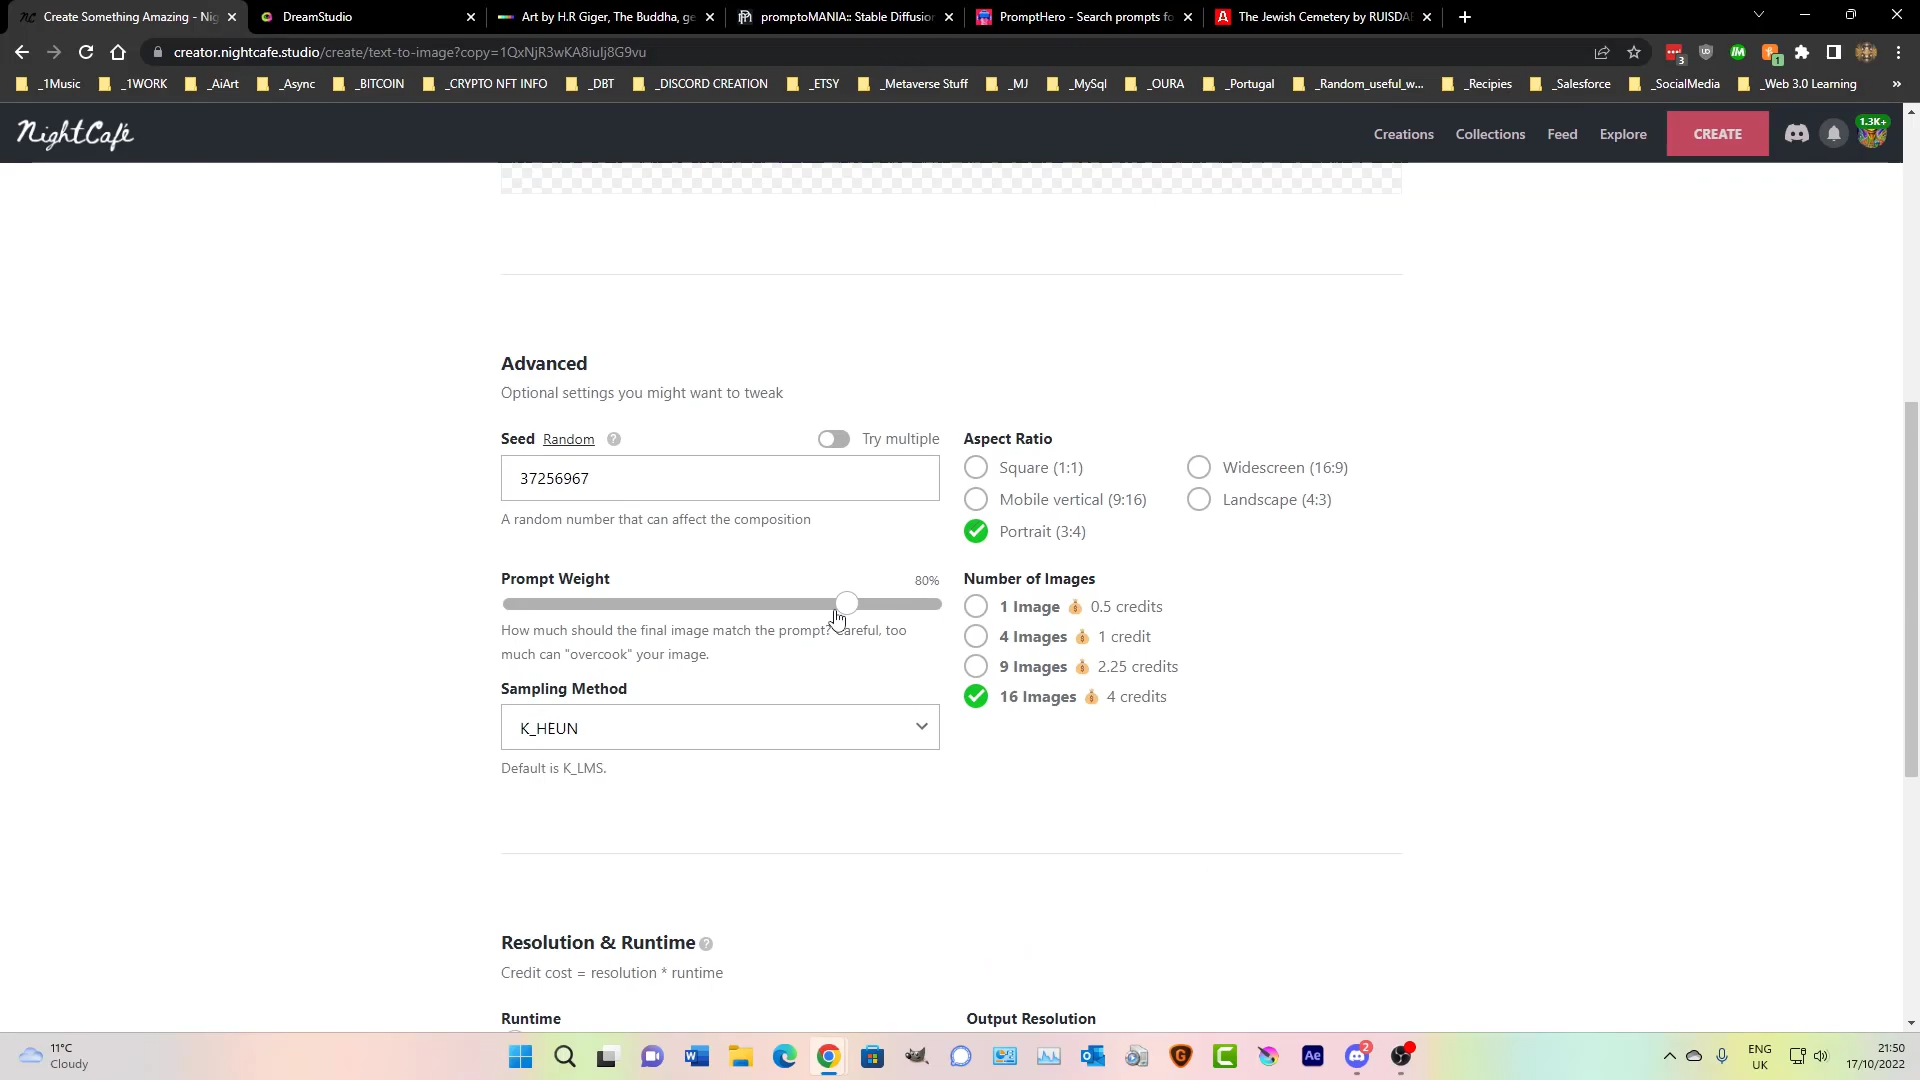 Create Something Amazing - Nig
DreamStudio
Art by H.R Giger, The Buddha, ge
promptoMANIA:: Stable Diffusion
PromptHero - Search prompts fo
The Jewish Cemetery by RUISDA
creator.nightcafe.studio/create/text-to-image?copy=1QxNjR3wKA8iulj8G9vu
3
1
_1Music
_1WORK
_AiArt
_Async
_BITCOIN
_CRYPTO NFT INFO
_DBT
_DISCORD CREATION
_ETSY
_Metaverse Stuff
_MJ
_MySql
_OURA
_Portugal
_Random_useful_w...
_Recipies
_Salesforce
_SocialMedia
_Web 3.0 Learning
»
NightCafé
Creations
Collections
Feed
Explore
CREATE
1.3K+
Advanced
Optional settings you might want to tweak
Seed Random ?
Try multiple
37256967
A random number that can affect the composition
Aspect Ratio
Square (1:1)
Widescreen (16:9)
Mobile vertical (9:16)
Landscape (4:3)
Portrait (3:4)
Prompt Weight
80%
How much should the final image match the prompt? Careful, too
much can "overcook" your image.
Number of Images
1 Image 0.5 credits
4 Images 1 credit
9 Images 2.25 credits
16 Images 4 credits
Sampling Method
K_HEUN
Default is K_LMS.
Resolution & Runtime ?
Credit cost = resolution * runtime
Runtime
Output Resolution
11°C
Cloudy
Ae
2
ENG
UK
21:50
17/10/2022